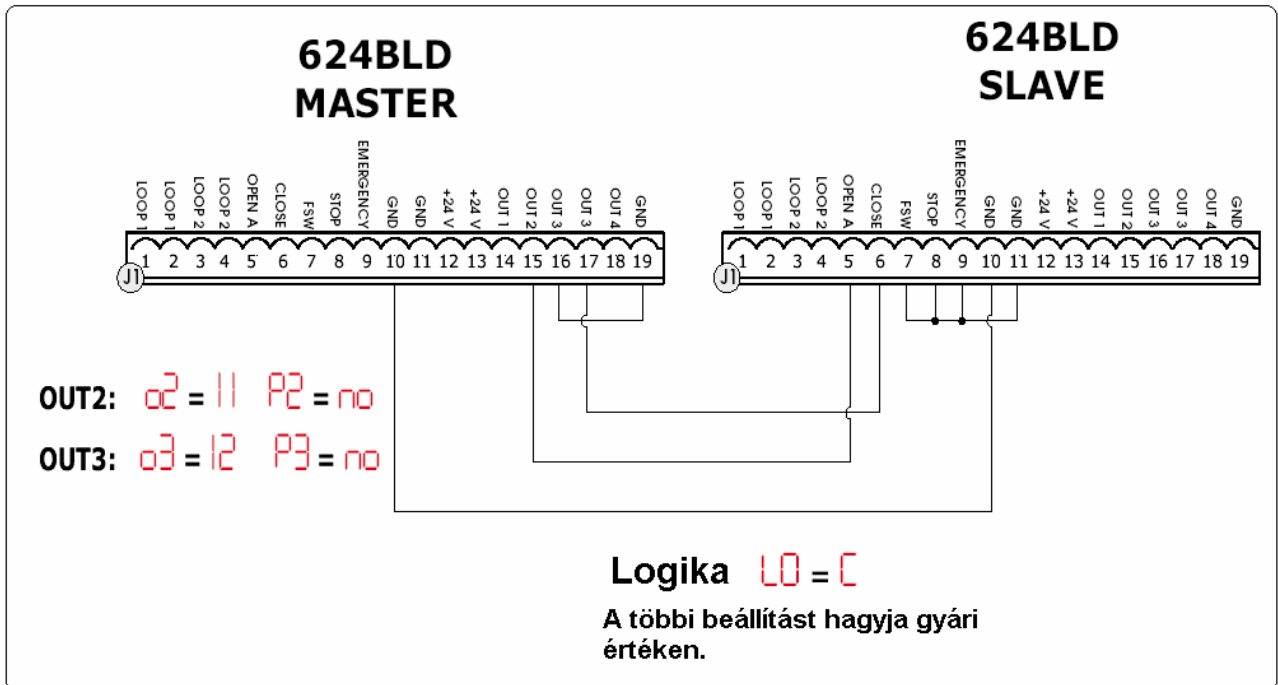 624BLD
MASTER
624BLD
SLAVE
LOOP 1
LOOP 1
LOOP 2
LOOP 2
OPEN A
CLOSE
FSW
STOP
EMERGENCY
GND
GND
+24 V
+24 V
OUT 1
OUT 2
OUT 3
OUT 3
OUT 4
GND
LOOP 1
LOOP 1
LOOP 2
LOOP 2
OPEN A
CLOSE
FSW
STOP
EMERGENCY
GND
GND
+24 V
+24 V
OUT 1
OUT 2
OUT 3
OUT 3
OUT 4
GND
1 2 3 4 5 6 7 8 9 10 11 12 13 14 15 16 17 18 19
1 2 3 4 5 6 7 8 9 10 11 12 13 14 15 16 17 18 19
J1
J1
OUT2: o2 = 11 P2 = no
OUT3: o3 = 12 P3 = no
Logika LO = C
A többi beállítást hagyja gyári
értéken.